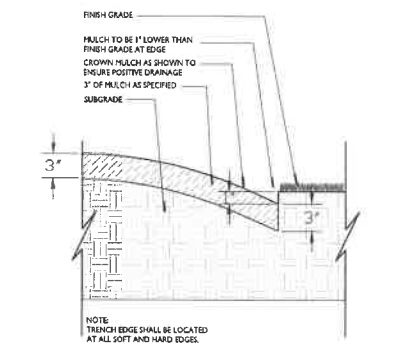 FINISH GRADE
MULCH TO BE 1" LOWER THAN
FINISH GRADE AT EDGE
CROWN MULCH AS SHOWN TO
ENSURE POSITIVE DRAINAGE
3" OF MULCH AS SPECIFIED
SUBGRADE
3"
1"
3"
NOTE:
TRENCH EDGE SHALL BE LOCATED
AT ALL SOFT AND HARD EDGES.